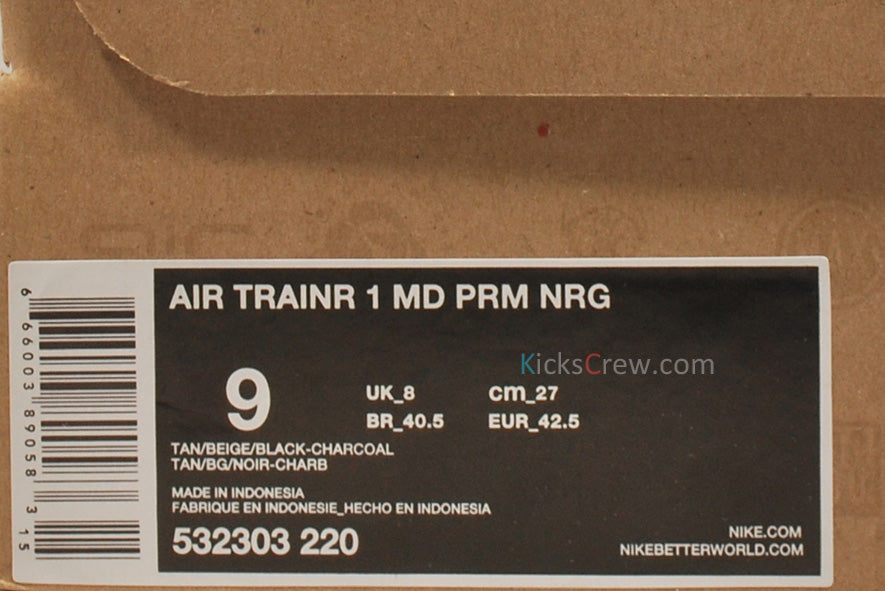 AIR TRAINR 1 MD PRM NRG
KicksCrew.com
9
UK_8 cm_27
BR_40.5 EUR_42.5
TAN/BEIGE/BLACK-CHARCOAL
TAN/BG/NOIR-CHARB
MADE IN INDONESIA
FABRIQUE EN INDONESIE_HECHO EN INDONESIA
532303 220
NIKE.COM
NIKEBETTERWORLD.COM
6 66003 89058 3 15